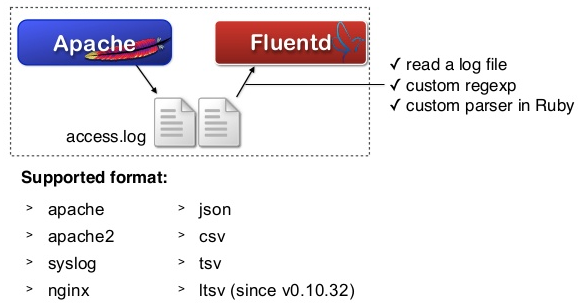 Apache
Fluentd
access.log
✓ read a log file
✓ custom regexp
✓ custom parser in Ruby
Supported format:
> apache
> apache2
> syslog
> nginx
> json
> csv
> tsv
> ltsv (since v0.10.32)